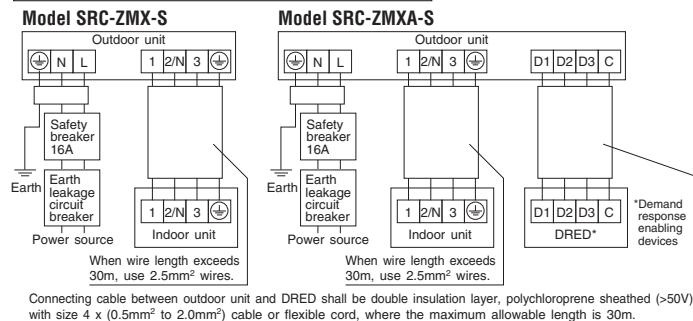 Model SRC-ZMX-S
Outdoor unit
N L
1 2/N 3
Safety
breaker
16A
Earth
Earth
leakage
circuit
breaker
Power source
1 2/N 3
Indoor unit
When wire length exceeds
30m, use 2.5mm² wires.
Model SRC-ZMXA-S
Outdoor unit
N L
1 2/N 3
D1 D2 D3 C
Safety
breaker
16A
Earth
Earth
leakage
circuit
breaker
Power source
1 2/N 3
Indoor unit
D1 D2 D3 C
DRED*
*Demand
response
enabling
devices
When wire length exceeds
30m, use 2.5mm² wires.
Connecting cable between outdoor unit and DRED shall be double insulation layer, polychloroprene sheathed (>50V)
with size 4 x (0.5mm² to 2.0mm²) cable or flexible cord, where the maximum allowable length is 30m.